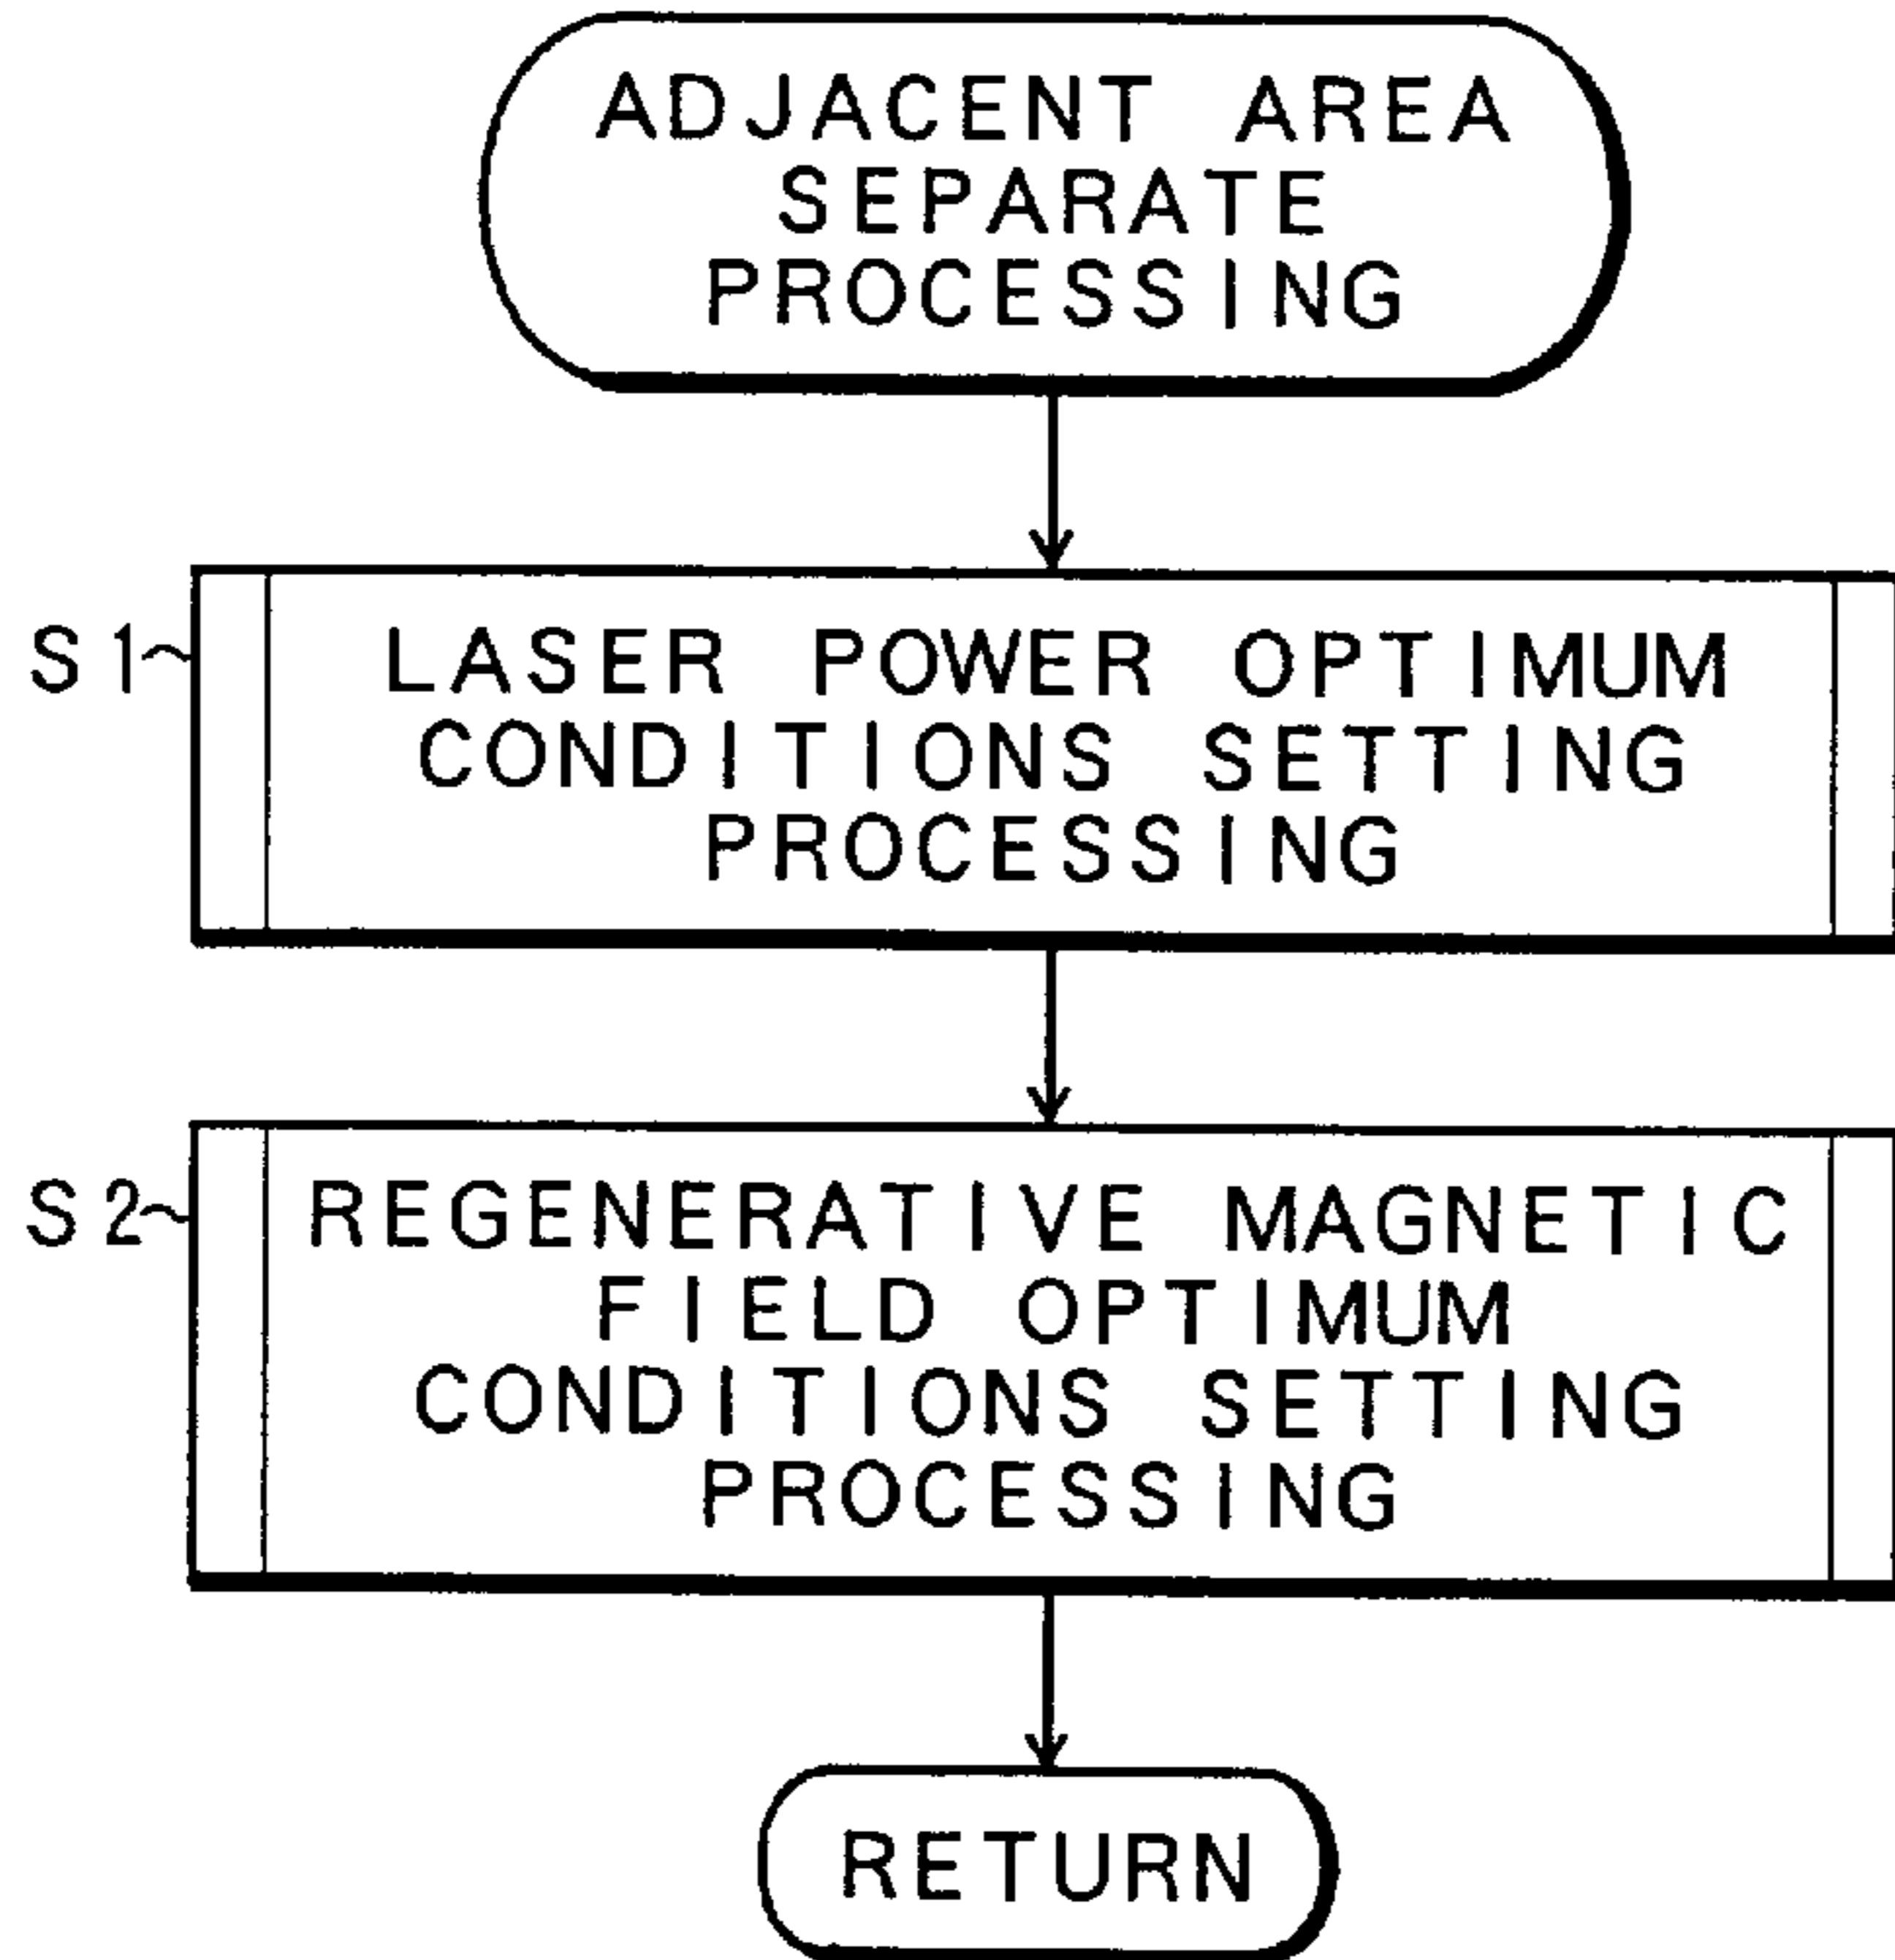 ADJACENT AREA
SEPARATE
PROCESSING
S1
LASER POWER OPTIMUM
CONDITIONS SETTING
PROCESSING
S2
REGENERATIVE MAGNETIC
FIELD OPTIMUM
CONDITIONS SETTING
PROCESSING
RETURN